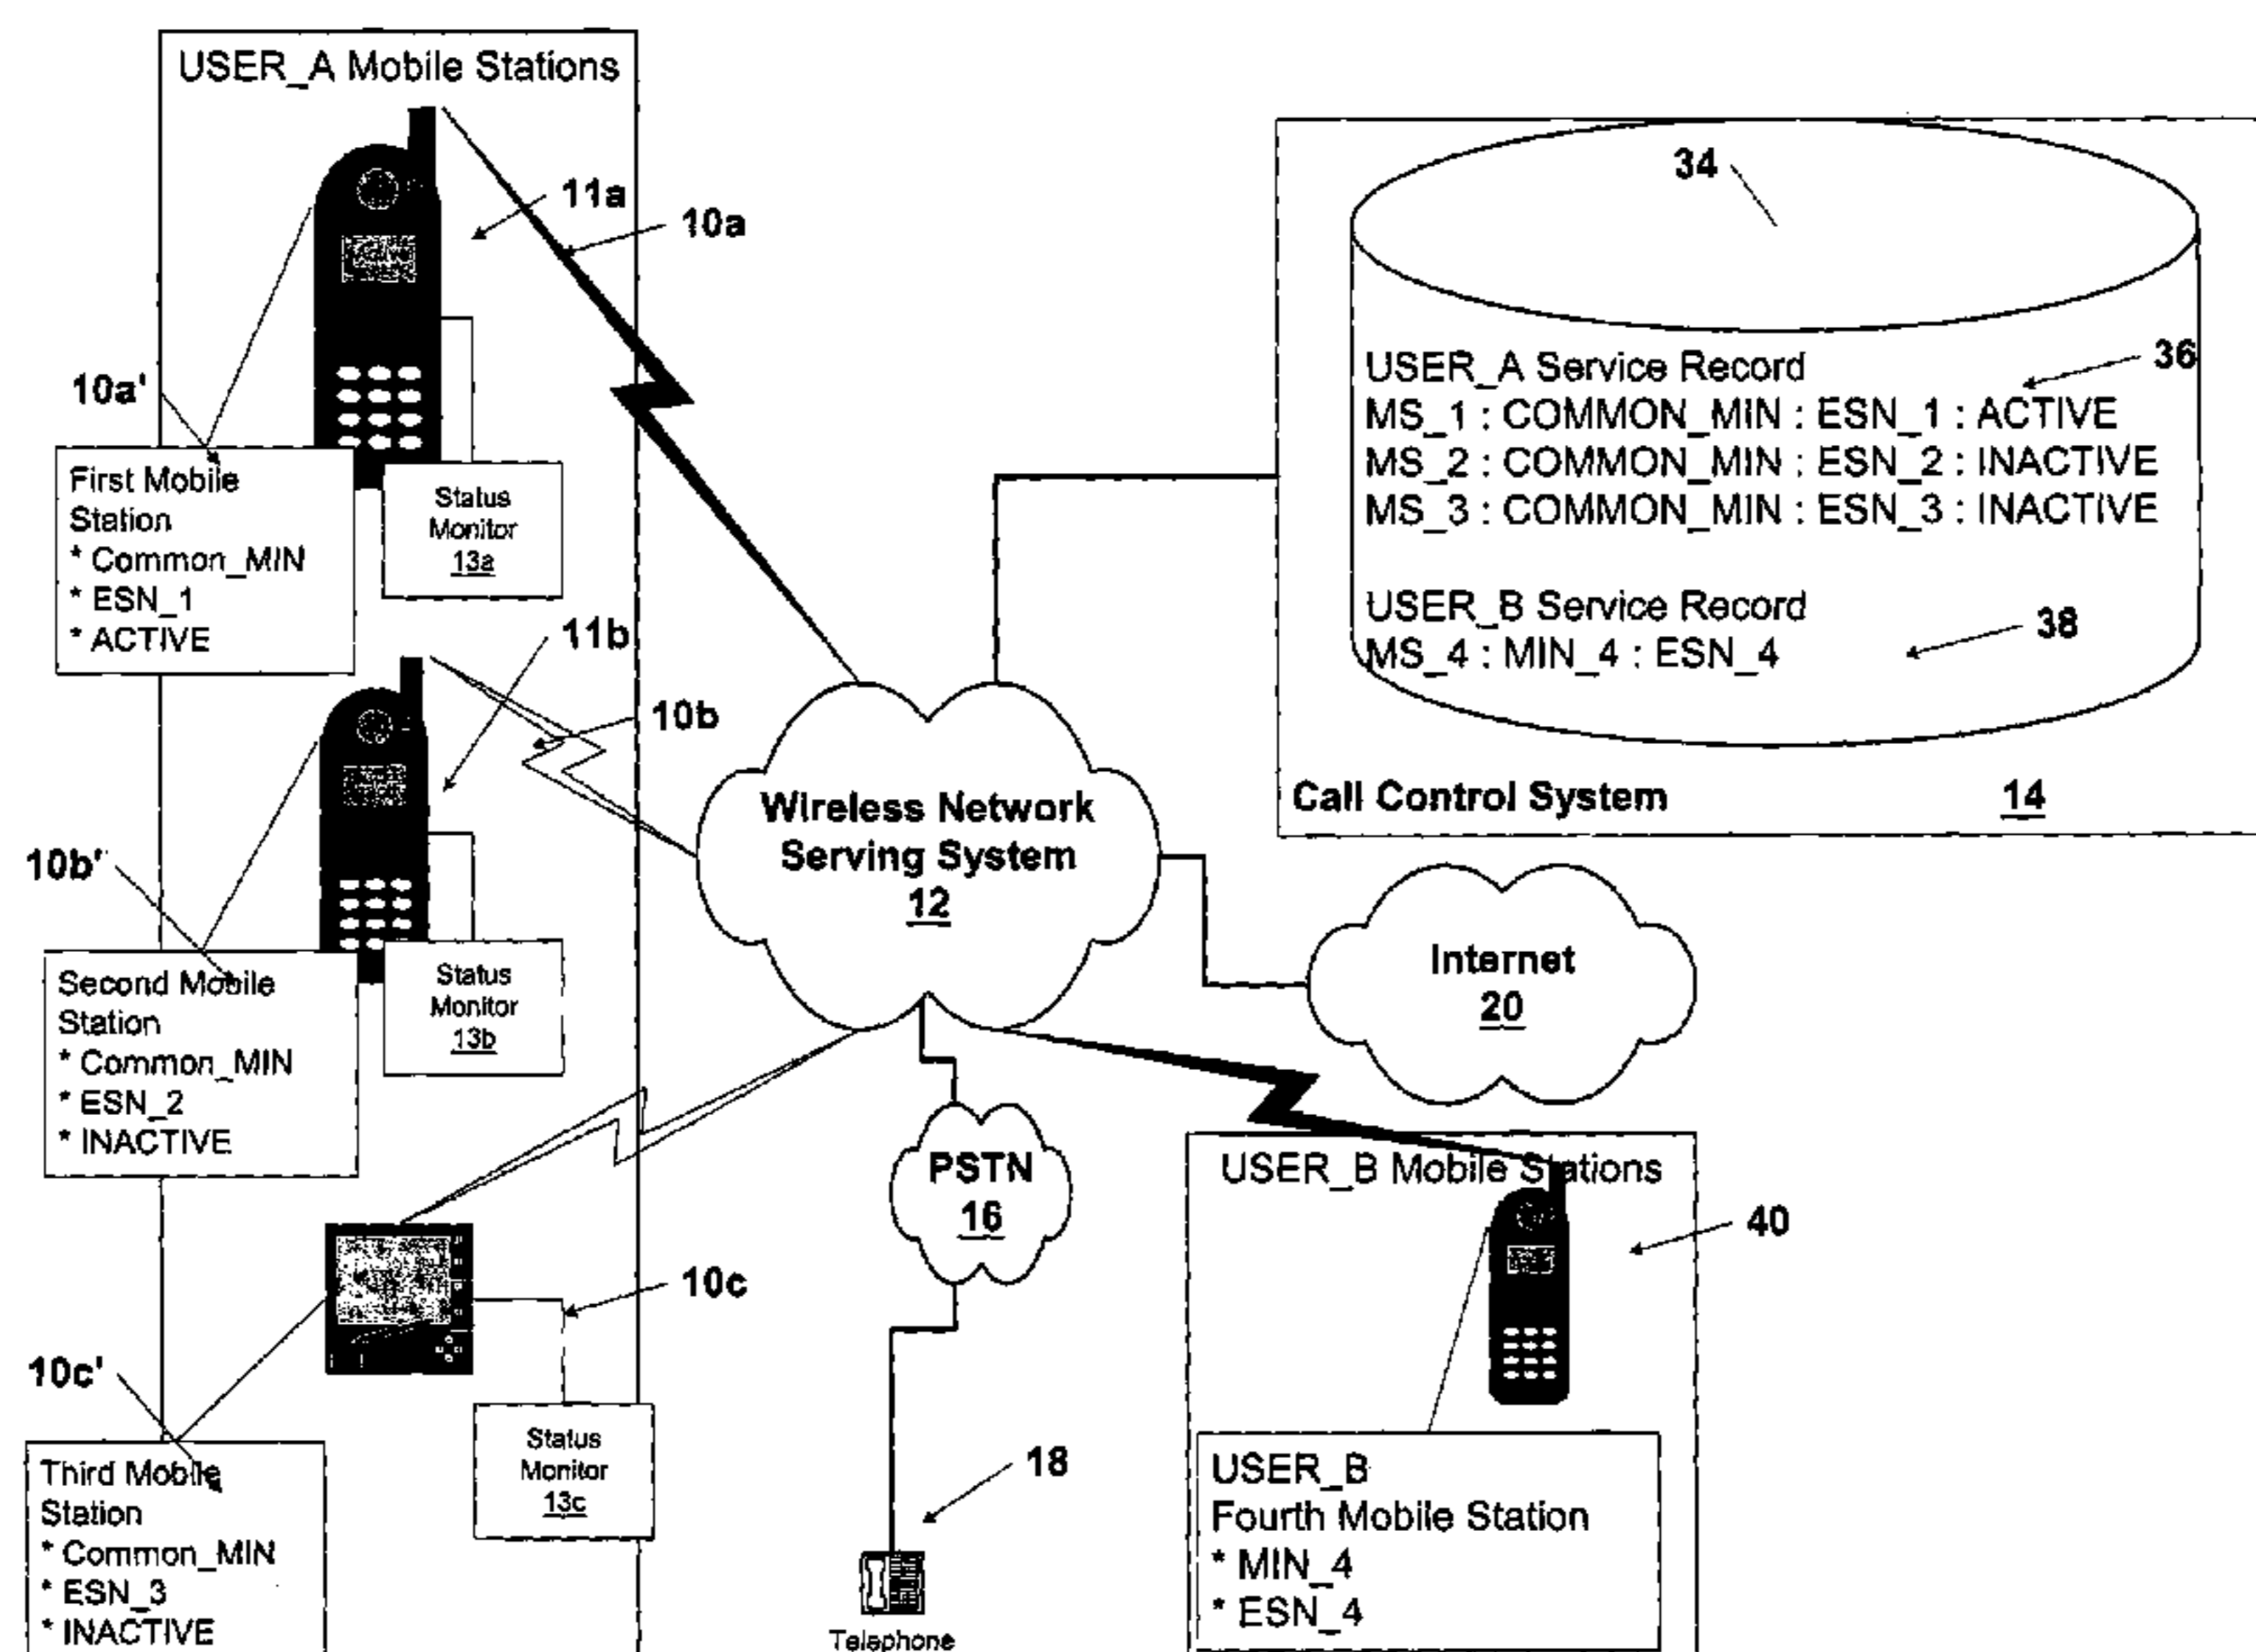 USER_A Mobile Stations
11a
10a
10a'
First Mobile
Station
* Common_MIN
* ESN_1
* ACTIVE
Status
Monitor
13a
11b
10b
10b'
Second Mobile
Station
* Common_MIN
* ESN_2
* INACTIVE
Status
Monitor
13b
10c
10c'
Third Mobile
Station
* Common_MIN
* ESN_3
* INACTIVE
Status
Monitor
13c
Wireless Network
Serving System
12
34
USER_A Service Record
36
MS_1 : COMMON_MIN : ESN_1 : ACTIVE
MS_2 : COMMON_MIN : ESN_2 : INACTIVE
MS_3 : COMMON_MIN : ESN_3 : INACTIVE
USER_B Service Record
38
MS_4 : MIN_4 : ESN_4
Call Control System 14
Internet
20
PSTN
16
18
Telephone
USER_B Mobile Stations
40
USER_B
Fourth Mobile Station
* MIN_4
* ESN_4